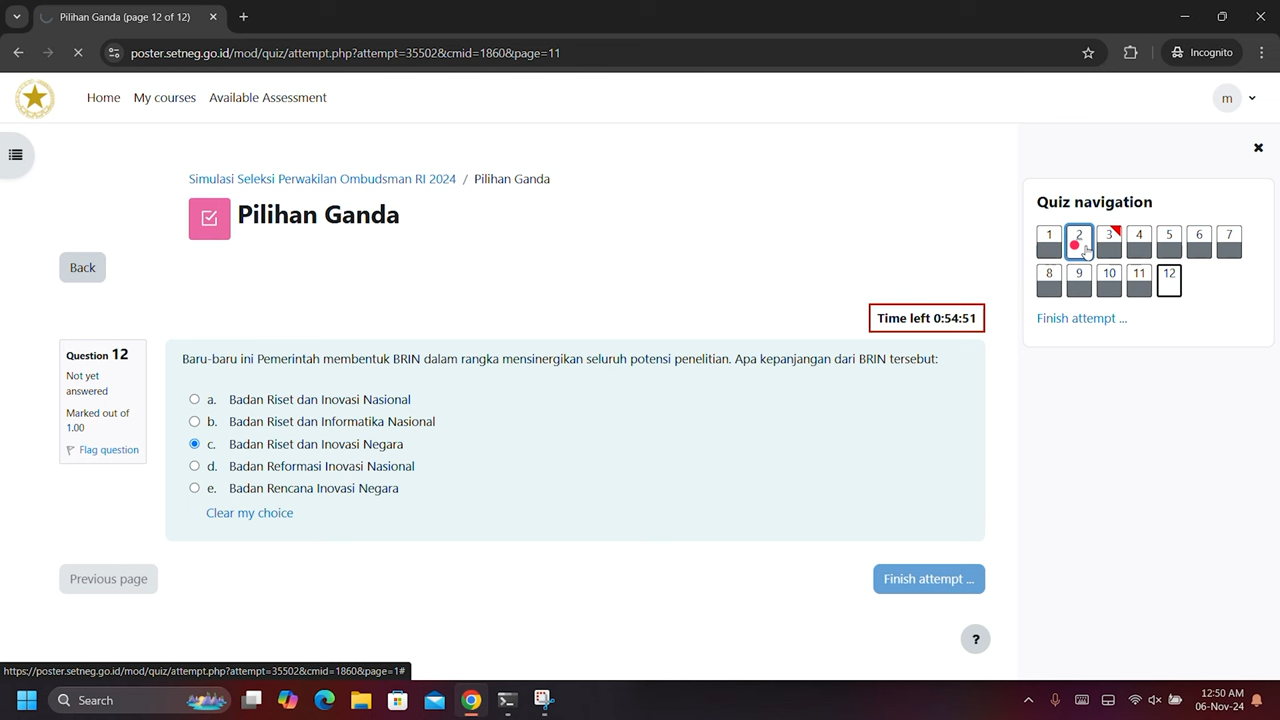 Pilihan Ganda (page 12 of 12)
poster.setneg.go.id/mod/quiz/attempt.php?attempt=35502&cmid=1860&page=11
Incognito
Home
My courses
Available Assessment
m
Simulasi Seleksi Perwakilan Ombudsman RI 2024 / Pilihan Ganda
Pilihan Ganda
Back
Time left 0:54:51
Question 12
Not yet
answered
Marked out of
1.00
Flag question
Baru-baru ini Pemerintah membentuk BRIN dalam rangka mensinergikan seluruh potensi penelitian. Apa kepanjangan dari BRIN tersebut:
a. Badan Riset dan Inovasi Nasional
b. Badan Riset dan Informatika Nasional
c. Badan Riset dan Inovasi Negara
d. Badan Reformasi Inovasi Nasional
e. Badan Rencana Inovasi Negara
Clear my choice
Previous page
Finish attempt ...
Quiz navigation
1 2 3 4 5 6 7
8 9 10 11 12
Finish attempt ...
?
https://poster.setneg.go.id/mod/quiz/attempt.php?attempt=35502&cmid=1860&page=1#
Search
12:50 AM
06-Nov-24